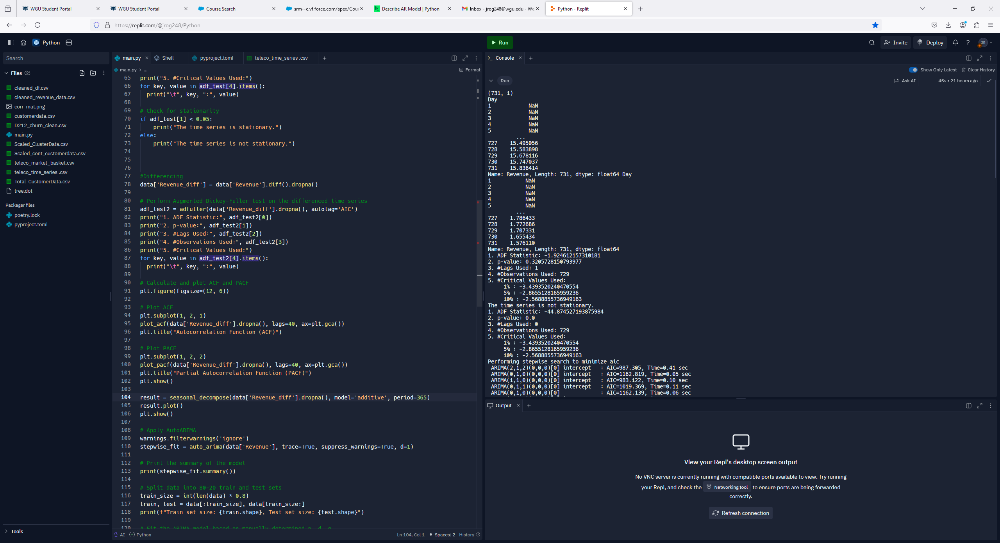 WGU Student Portal
WGU Student Portal
Course Search
srm--c.vf.force.com/apex/Cou
Describe AR Model | Python
Inbox - jrog248@wgu.edu - We
Python - Replit
https://replit.com/@jrog248/Python
Python
Run
Invite
Deploy
JR
Search
Files
cleaned_df.csv
cleaned_revenue_data.csv
corr_mat.png
customerdata.csv
D212_churn_clean.csv
main.py
Scaled_ClusterData.csv
Scaled_cont_customerdata.csv
teleco_market_basket.csv
teleco_time_series .csv
Total_CustomerData.csv
tree.dot
Packager files
poetry.lock
pyproject.toml
Tools
main.py
Shell
pyproject.toml
teleco_time_series .csv
main.py > ...
Format
65 print("5. #Critical Values Used:")
66 for key, value in adf_test[4].items():
67 print("\t", key, ":", value)
68
69 # Check for stationarity
70 if adf_test[1] < 0.05:
71 print("The time series is stationary.")
72 else:
73 print("The time series is not stationary.")
74
75
76
77 #Differencing
78 data['Revenue_diff'] = data['Revenue'].diff().dropna()
79
80 # Perform Augmented Dickey-Fuller test on the differenced time series
81 adf_test2 = adfuller(data['Revenue_diff'].dropna(), autolag='AIC')
82 print("1. ADF Statistic:", adf_test2[0])
83 print("2. p-value:", adf_test2[1])
84 print("3. #Lags Used:", adf_test2[2])
85 print("4. #Observations Used:", adf_test2[3])
86 print("5. #Critical Values Used:")
87 for key, value in adf_test2[4].items():
88 print("\t", key, ":", value)
89
90 # Calculate and plot ACF and PACF
91 plt.figure(figsize=(12, 6))
92
93 # Plot ACF
94 plt.subplot(1, 2, 1)
95 plot_acf(data['Revenue_diff'].dropna(), lags=40, ax=plt.gca())
96 plt.title("Autocorrelation Function (ACF)")
97
98 # Plot PACF
99 plt.subplot(1, 2, 2)
100 plot_pacf(data['Revenue_diff'].dropna(), lags=40, ax=plt.gca())
101 plt.title("Partial Autocorrelation Function (PACF)")
102 plt.show()
103
104 result = seasonal_decompose(data['Revenue_diff'].dropna(), model='additive', period=365)
105 result.plot()
106 plt.show()
107
108 # Apply AutoARIMA
109 warnings.filterwarnings('ignore')
110 stepwise_fit = auto_arima(data['Revenue'], trace=True, suppress_warnings=True, d=1)
111
112 # Print the summary of the model
113 print(stepwise_fit.summary())
114
115 # Split data into 80-20 train and test sets
116 train_size = int(len(data) * 0.8)
117 train, test = data[:train_size], data[train_size:]
118 print(f"Train set size: {train.shape}, Test set size: {test.shape}")
119
120 # Fit the ARIMA model based on manually determined p, d, q
AI
Python
Ln 104, Col 1
Spaces: 2
History
Console
Show Only Latest
Clear History
Run
Ask AI
45s • 21 hours ago
(731, 1)
Day
1 NaN
2 NaN
3 NaN
4 NaN
5 NaN
...
727 15.495056
728 15.583898
729 15.678116
730 15.747037
731 15.836414
Name: Revenue, Length: 731, dtype: float64 Day
1 NaN
2 NaN
3 NaN
4 NaN
5 NaN
...
727 1.786433
728 1.772686
729 1.707331
730 1.655434
731 1.576110
Name: Revenue, Length: 731, dtype: float64
1. ADF Statistic: -1.924612157310181
2. p-value: 0.3205728150793977
3. #Lags Used: 1
4. #Observations Used: 729
5. #Critical Values Used:
1% : -3.4393520240470554
5% : -2.8655128165959236
10% : -2.5688855736949163
The time series is not stationary.
1. ADF Statistic: -44.874527193875984
2. p-value: 0.0
3. #Lags Used: 0
4. #Observations Used: 729
5. #Critical Values Used:
1% : -3.4393520240470554
5% : -2.8655128165959236
10% : -2.5688855736949163
Performing stepwise search to minimize aic
ARIMA(2,1,2)(0,0,0)[0] intercept : AIC=987.305, Time=0.41 sec
ARIMA(0,1,0)(0,0,0)[0] intercept : AIC=1162.819, Time=0.05 sec
ARIMA(1,1,0)(0,0,0)[0] intercept : AIC=983.122, Time=0.10 sec
ARIMA(0,1,1)(0,0,0)[0] intercept : AIC=1019.369, Time=0.11 sec
ARIMA(0,1,0)(0,0,0)[0] : AIC=1162.139, Time=0.06 sec
Output
View your Repl's desktop screen output
No VNC server is currently running with compatible ports available to view. Try running
your Repl, and check the Networking tool to ensure ports are being forwarded
correctly.
Refresh connection